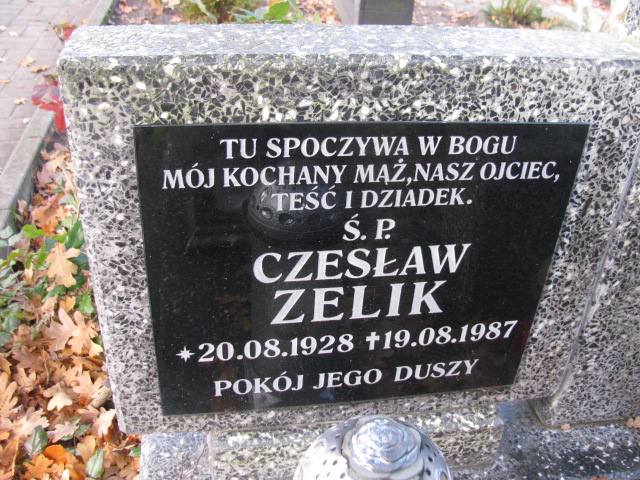 TU SPOCZYWA W BOGU
MÓJ KOCHANY MĄŻ,NASZ OJCIEC,
TEŚĆ I DZIADEK.
Ś. P.
CZESŁAW
ZELIK
*20.08.1928 †19.08.1987
POKÓJ JEGO DUSZY